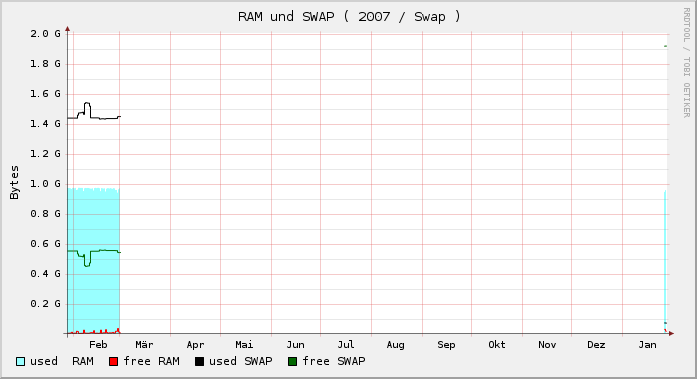 RAM und SWAP ( 2007 / Swap )
RRDTOOL / TOBI OETIKER
Bytes
2.0 G
1.8 G
1.6 G
1.4 G
1.2 G
1.0 G
0.8 G
0.6 G
0.4 G
0.2 G
Feb Mär Apr Mai Jun Jul Aug Sep Okt Nov Dez Jan
used RAM free RAM used SWAP free SWAP